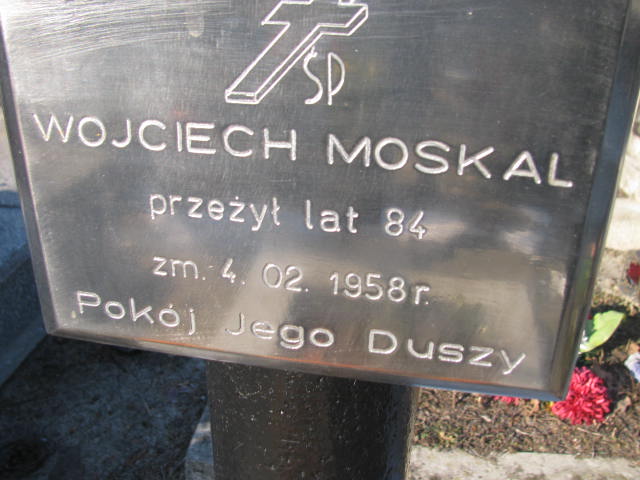 ŚP
WOJCIECH MOSKAL
przeżył lat 84
zm. 4. 02. 1958 r.
Pokój Jego Duszy